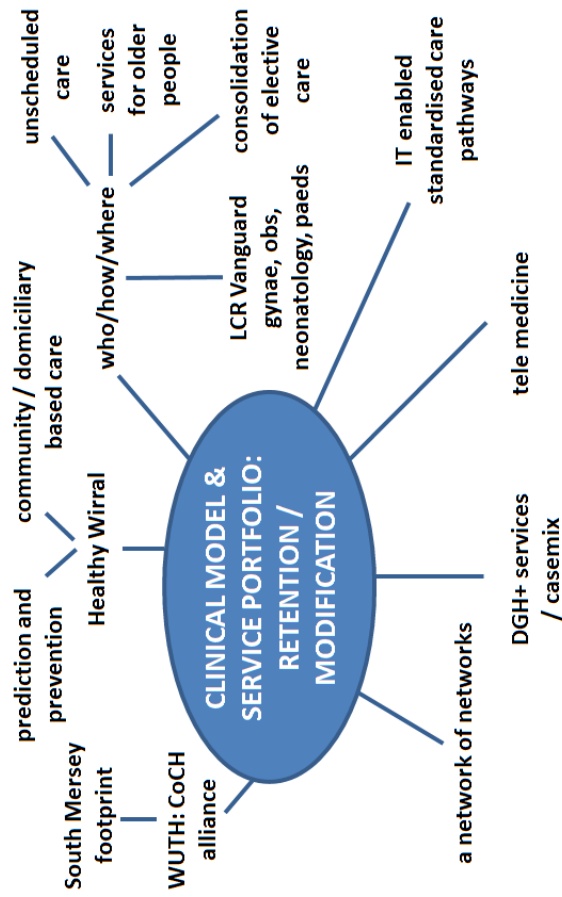 South Mersey
footprint
WUTH: CoCH
alliance
prediction and
prevention
community / domiciliary
based care
Healthy Wirral
who/how/where
unscheduled
care
services
for older
people
consolidation
of elective
care
LCR Vanguard
gynae, obs,
neonatology, paeds
CLINICAL MODEL &
SERVICE PORTFOLIO:
RETENTION /
MODIFICATION
IT enabled
standardised care
pathways
tele medicine
DGH+ services
/ casemix
a network of networks